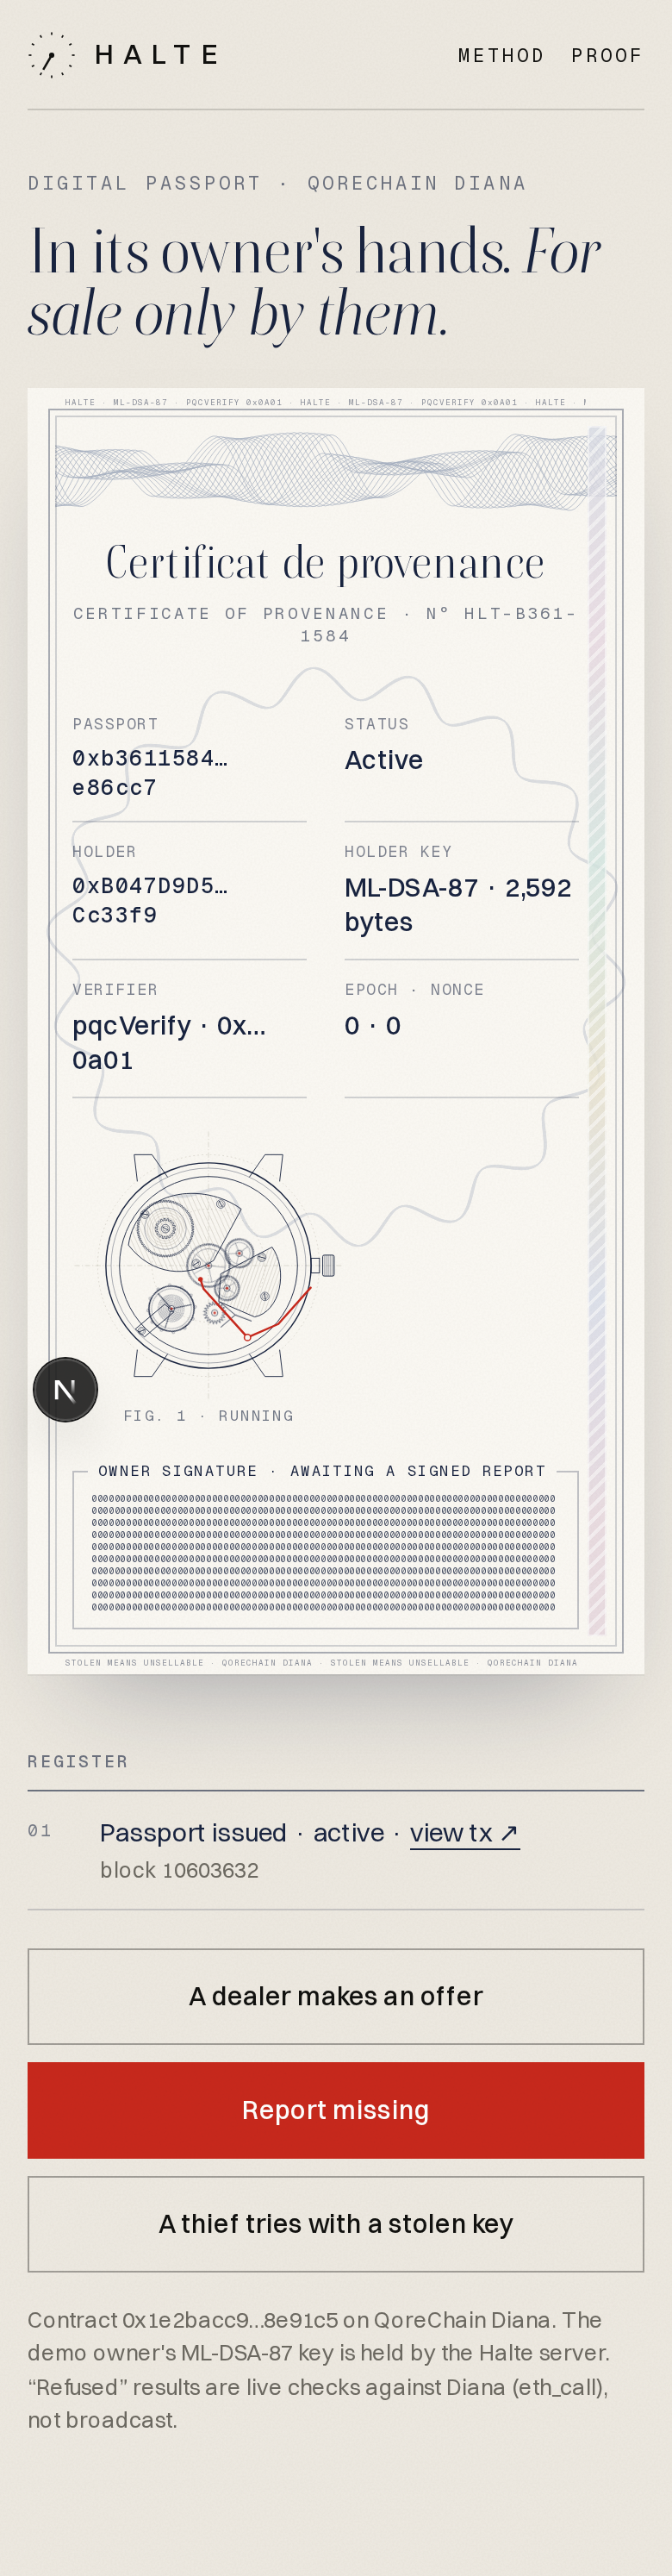 HALTE
METHOD PROOF
DIGITAL PASSPORT · QORECHAIN DIANA
In its owner's hands. For
sale only by them.
HALTE · ML-DSA-87 · PQCVERIFY 0x0A01 · HALTE · ML-DSA-87 · PQCVERIFY 0x0A01 · HALTE ·
Certificat de provenance
CERTIFICATE OF PROVENANCE · N° HLT-B361-
1584
PASSPORT
0xb3611584…
e86cc7
STATUS
Active
HOLDER
0xB047D9D5…
Cc33f9
HOLDER KEY
ML-DSA-87 · 2,592
bytes
VERIFIER
pqcVerify · 0x…
0a01
EPOCH · NONCE
0 · 0
N
FIG. 1 · RUNNING
OWNER SIGNATURE · AWAITING A SIGNED REPORT
STOLEN MEANS UNSELLABLE · QORECHAIN DIANA · STOLEN MEANS UNSELLABLE · QORECHAIN DIANA
REGISTER
01 Passport issued · active · view tx ↗
block 10603632
A dealer makes an offer
Report missing
A thief tries with a stolen key
Contract 0x1e2bacc9…8e91c5 on QoreChain Diana. The
demo owner's ML-DSA-87 key is held by the Halte server.
“Refused” results are live checks against Diana (eth_call),
not broadcast.